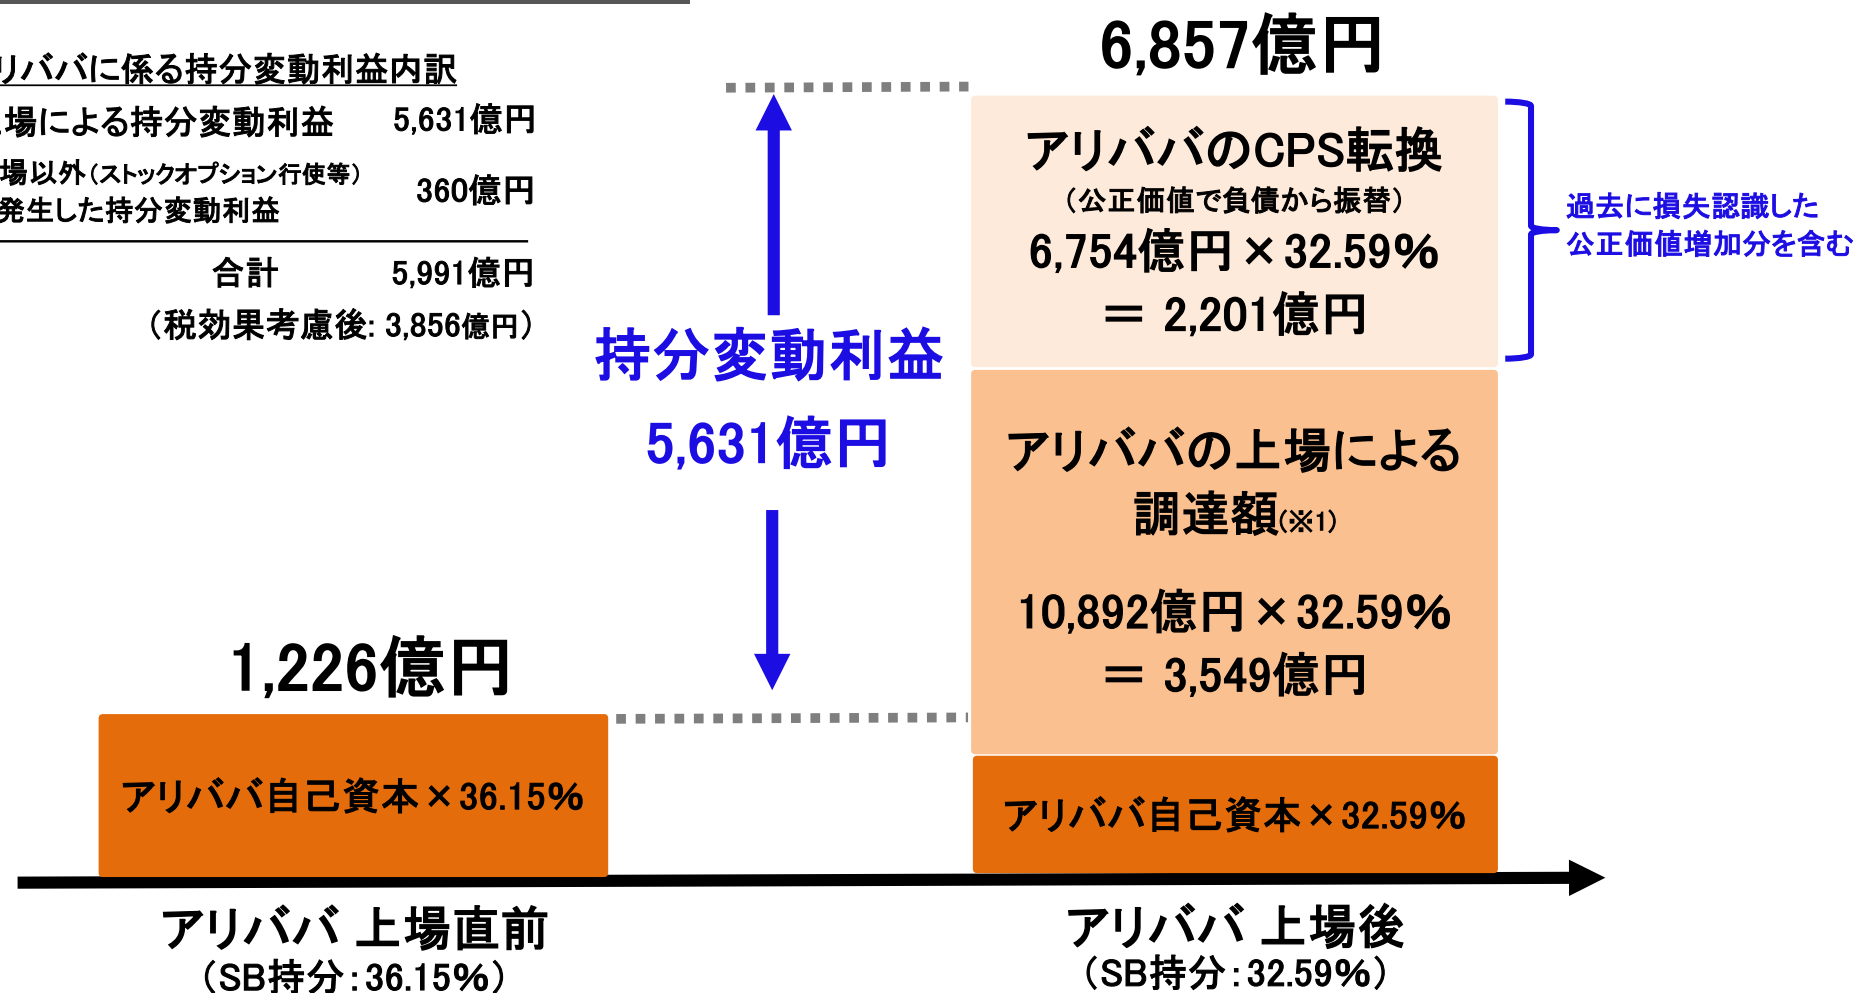 リババに係る持分変動利益内訳
場による持分変動利益 5,631億円
場以外(ストックオプション行使等)
発生した持分変動利益 360億円
合計 5,991億円
(税効果考慮後: 3,856億円)
持分変動利益
5,631億円
6,857億円
アリババのCPS転換
(公正価値で負債から振替)
6,754億円×32.59%
= 2,201億円
過去に損失認識した
公正価値増加分を含む
アリババの上場による
調達額(※1)
10,892億円×32.59%
= 3,549億円
1,226億円
アリババ自己資本×36.15%
アリババ自己資本×32.59%
アリババ 上場直前
(SB持分:36.15%)
アリババ 上場後
(SB持分:32.59%)